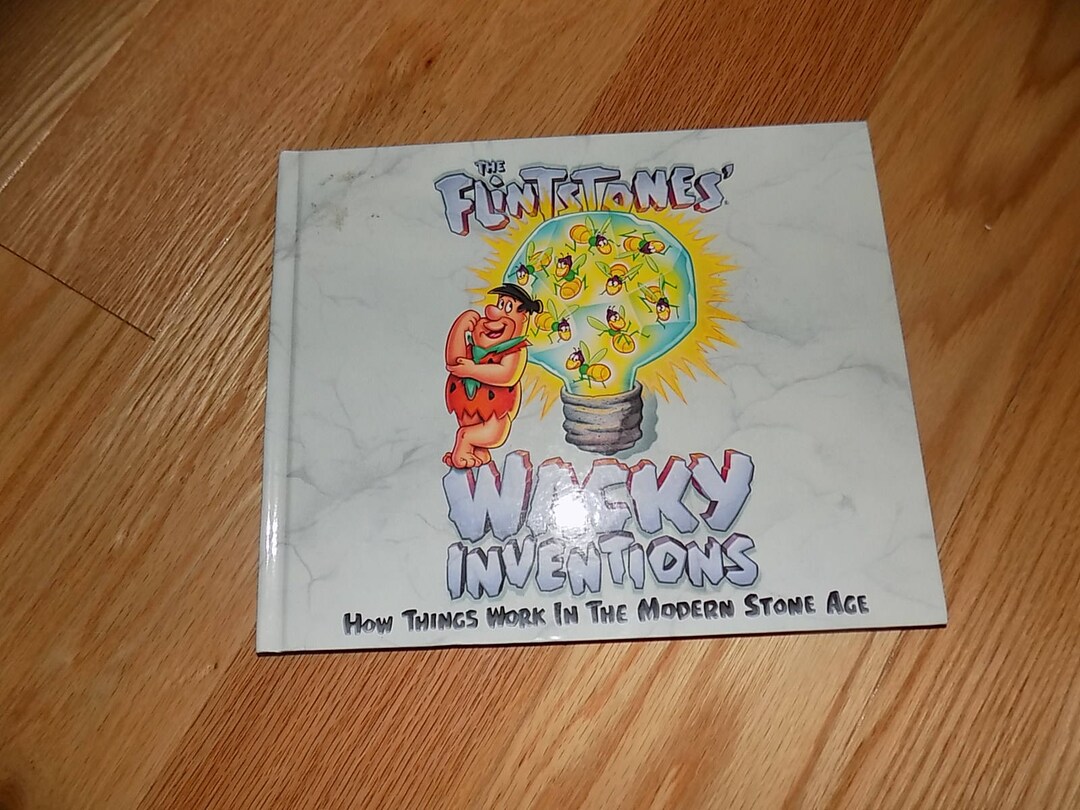 THE
FLINTSTONES'
WACKY
INVENTIONS
HOW THINGS WORK IN THE MODERN STONE AGE